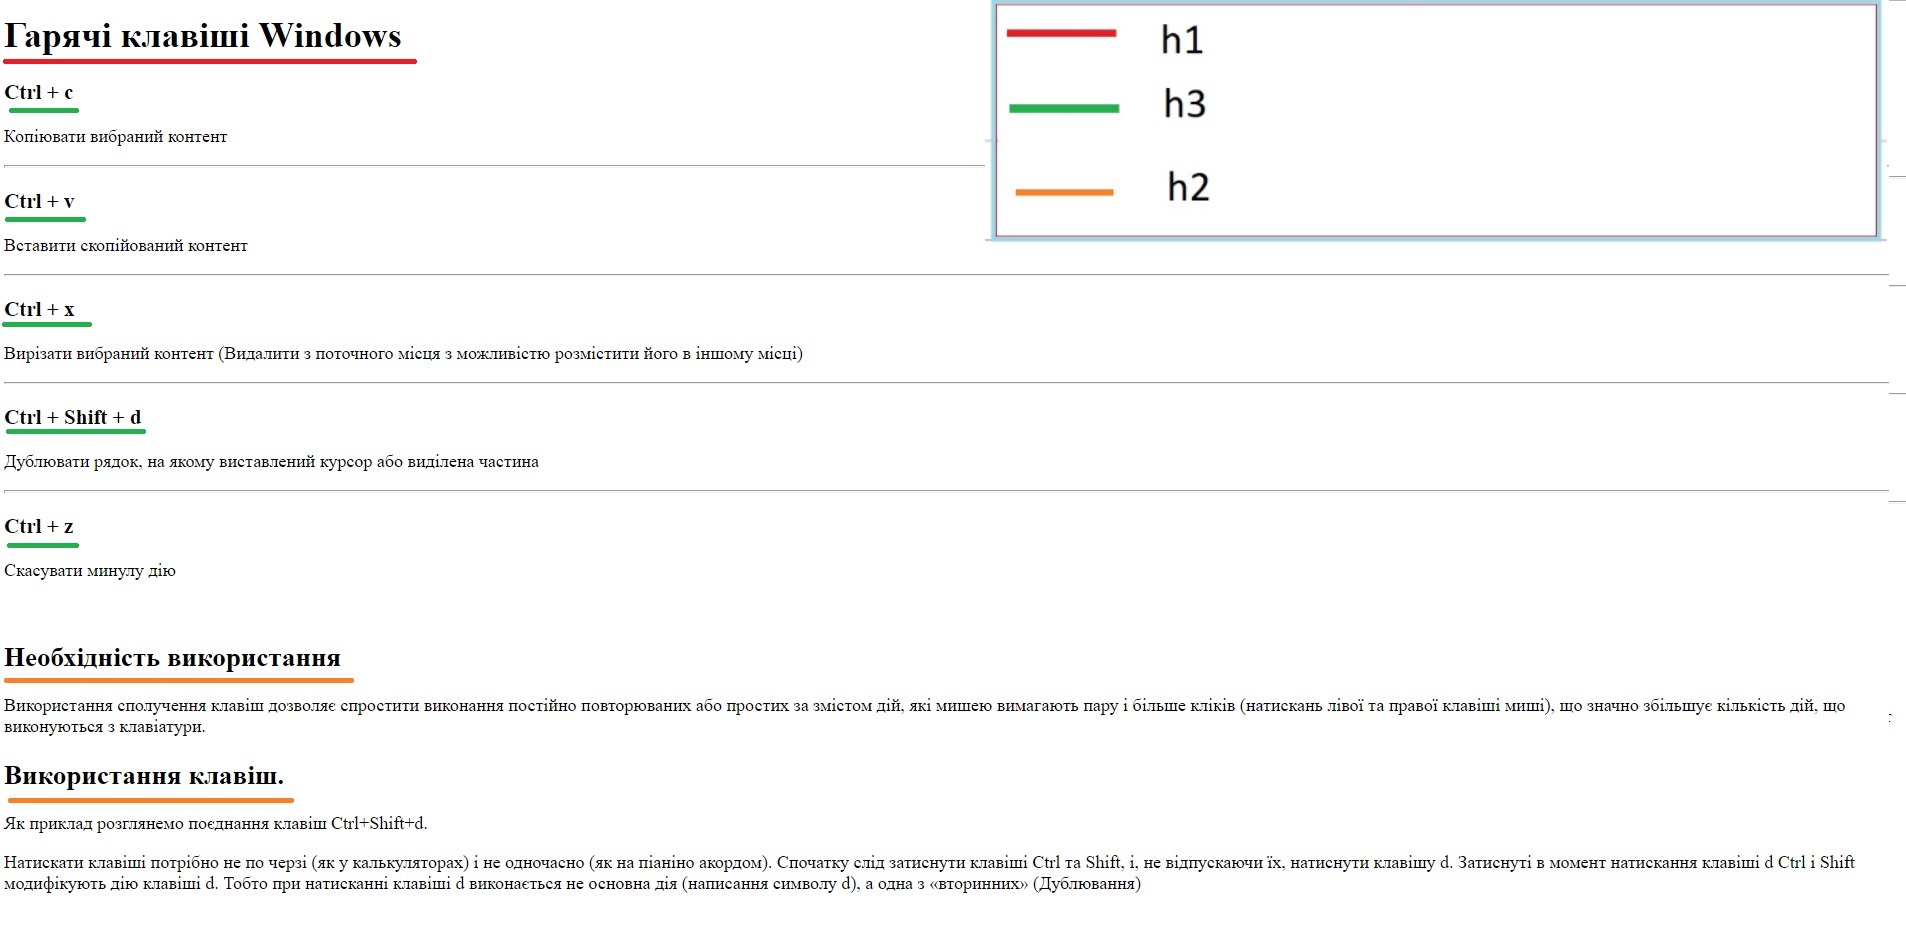 Гарячі клавіші Windows
h1
Ctrl + c
h3
Копіювати вибраний контент
h2
Ctrl + v
Вставити скопійований контент
Ctrl + x
Вирізати вибраний контент (Видалити з поточного місця з можливістю розмістити його в іншому місці)
Ctrl + Shift + d
Дублювати рядок, на якому виставлений курсор або виділена частина
Ctrl + z
Скасувати минулу дію
Необхідність використання
Використання сполучення клавіш дозволяє спростити виконання постійно повторюваних або простих за змістом дій, які мишею вимагають пару і більше кліків (натискань лівої та правої клавіші миші), що значно збільшує кількість дій, що
виконуються з клавіатури.
Використання клавіш.
Як приклад розглянемо поєднання клавіш Ctrl+Shift+d.
Натискати клавіші потрібно не по черзі (як у калькуляторах) і не одночасно (як на піаніно акордом). Спочатку слід затиснути клавіші Ctrl та Shift, і, не відпускаючи їх, натиснути клавішу d. Затиснуті в момент натискання клавіші d Ctrl і Shift
модифікують дію клавіші d. Тобто при натисканні клавіші d виконається не основна дія (написання символу d), а одна з «вторинних» (Дублювання)